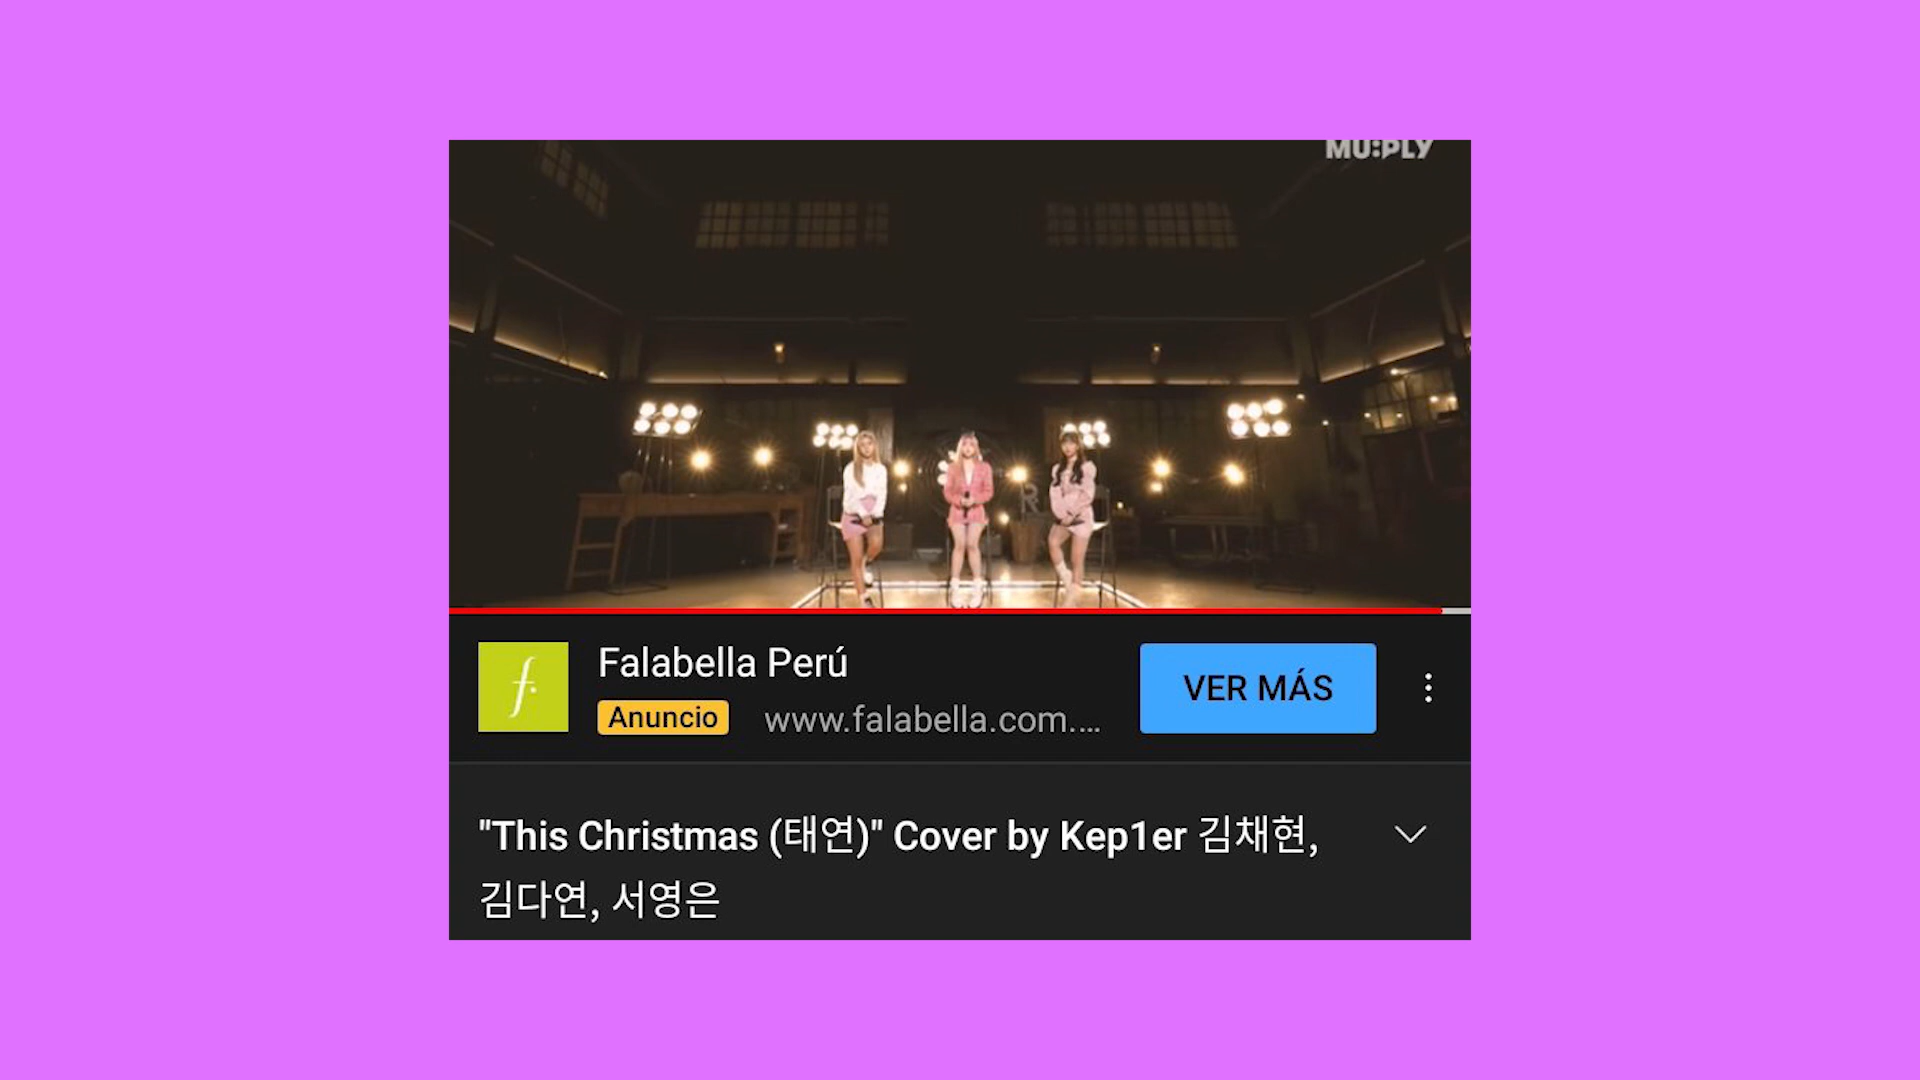 MU:PLY
Falabella Perú
f.
Anuncio www.falabella.com....
VER MÁS
"This Christmas (태연)" Cover by Kep1er 김채현,
김다연, 서영은
R